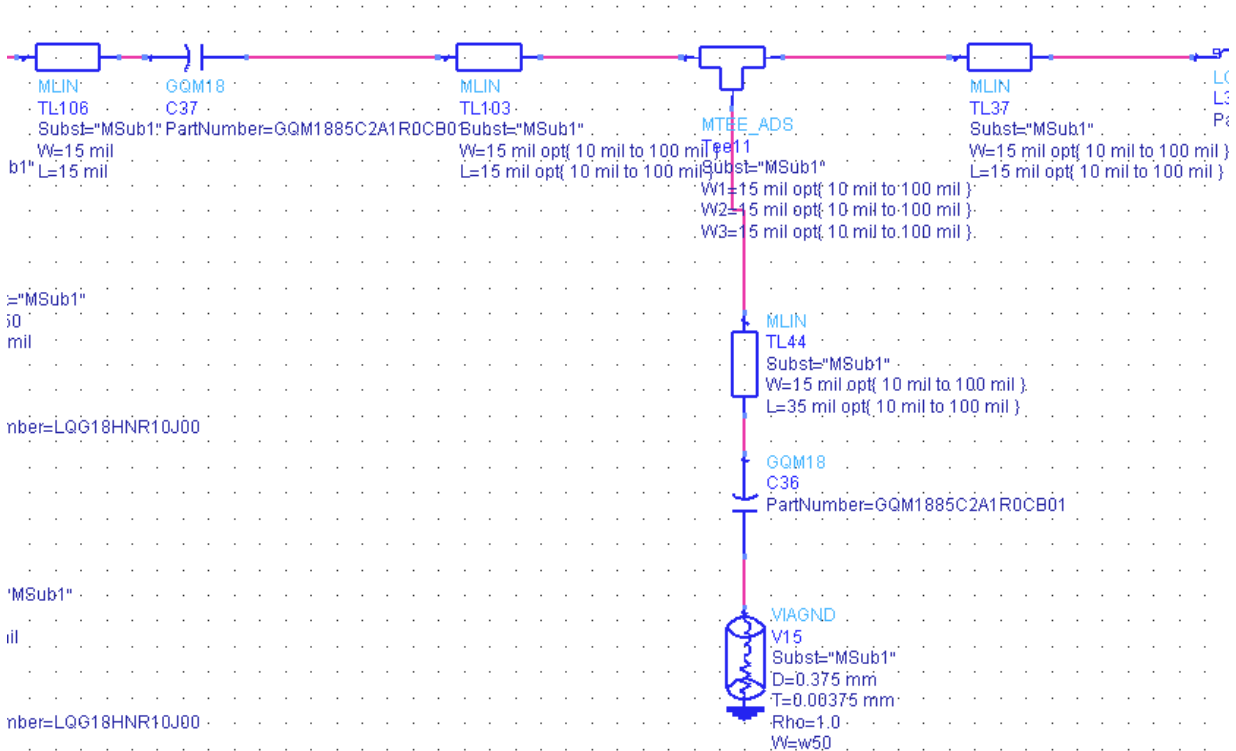 MLIN
TL106
Subst="MSub1"
W=15 mil
L=15 mil
b1"
GQM18
C37
PartNumber=GQM1885C2A1R0CB01
MLIN
TL103
Subst="MSub1"
W=15 mil opt{ 10 mil to 100 mil }
L=15 mil opt{ 10 mil to 100 mil }
MTEE_ADS
Tee11
Subst="MSub1"
W1=15 mil opt{ 10 mil to 100 mil }
W2=15 mil opt{ 10 mil to 100 mil }
W3=15 mil opt{ 10 mil to 100 mil }
MLIN
TL37
Subst="MSub1"
W=15 mil opt{ 10 mil to 100 mil }
L=15 mil opt{ 10 mil to 100 mil }
="MSub1"
50
mil
MLIN
TL44
Subst="MSub1"
W=15 mil opt{ 10 mil to 100 mil }
L=35 mil opt{ 10 mil to 100 mil }
mber=LQG18HNR10J00
GQM18
C36
PartNumber=GQM1885C2A1R0CB01
"MSub1"
il
VIAGND
V15
Subst="MSub1"
D=0.375 mm
T=0.00375 mm
Rho=1.0
W=w50
mber=LQG18HNR10J00